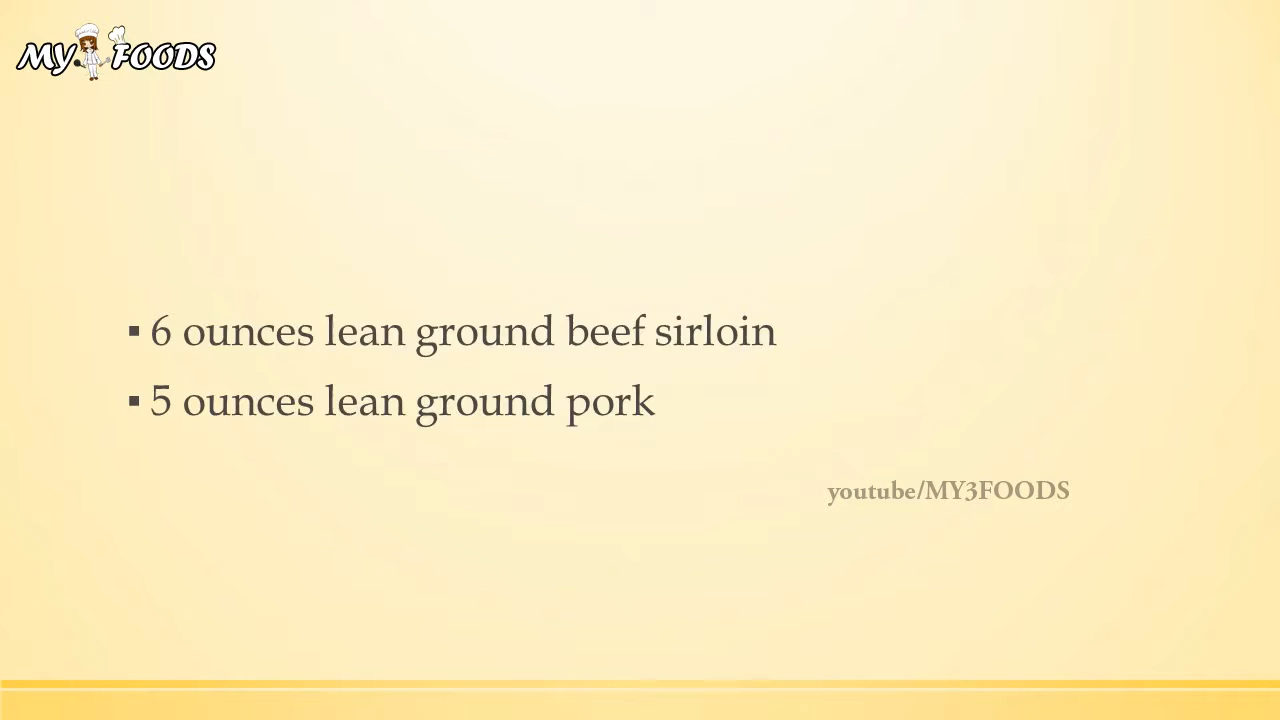 MY FOODS
▪ 6 ounces lean ground beef sirloin
▪ 5 ounces lean ground pork
youtube/MY3FOODS